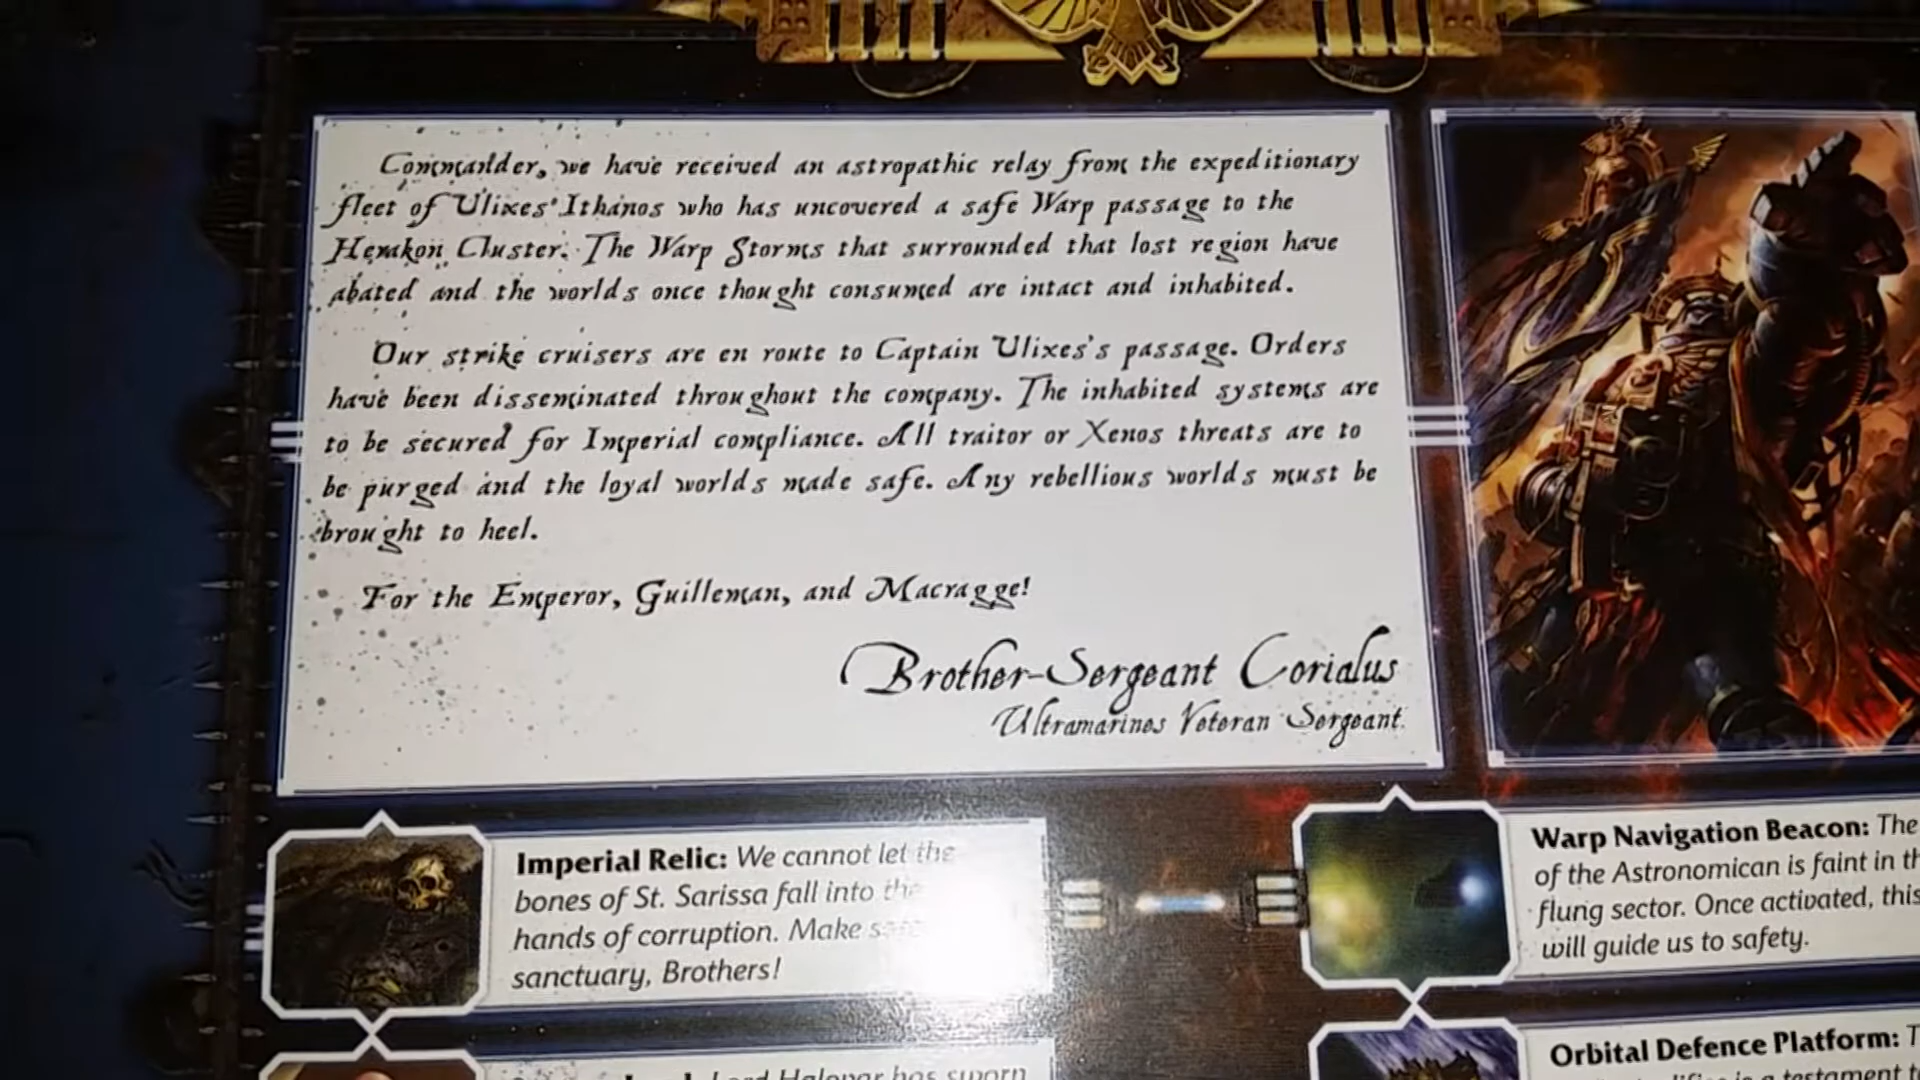 Commander, we have received an astropathic relay from the expeditionary
fleet of Ulixes Ithanos who has uncovered a safe Warp passage to the
Herakon Cluster. The Warp Storms that surrounded that lost region have
abated and the worlds once thought consumed are intact and inhabited.
Our strike cruisers are en route to Captain Ulixes's passage. Orders
have been disseminated throughout the company. The inhabited systems are
to be secured for Imperial compliance. All traitor or Xenos threats are to
be purged and the loyal worlds made safe. Any rebellious worlds must be
brought to heel.
For the Emperor, Guilleman, and Macragge!
Brother-Sergeant Coriolus
Ultramarines Veteran Sergeant.
Imperial Relic: We cannot let the
bones of St. Sarissa fall into the
hands of corruption. Make
sanctuary, Brothers!
Warp Navigation Beacon: The
of the Astronomican is faint in
flung sector. Once activated, this
will guide us to safety.
Orbital Defence Platform:
is a testament
has sworn